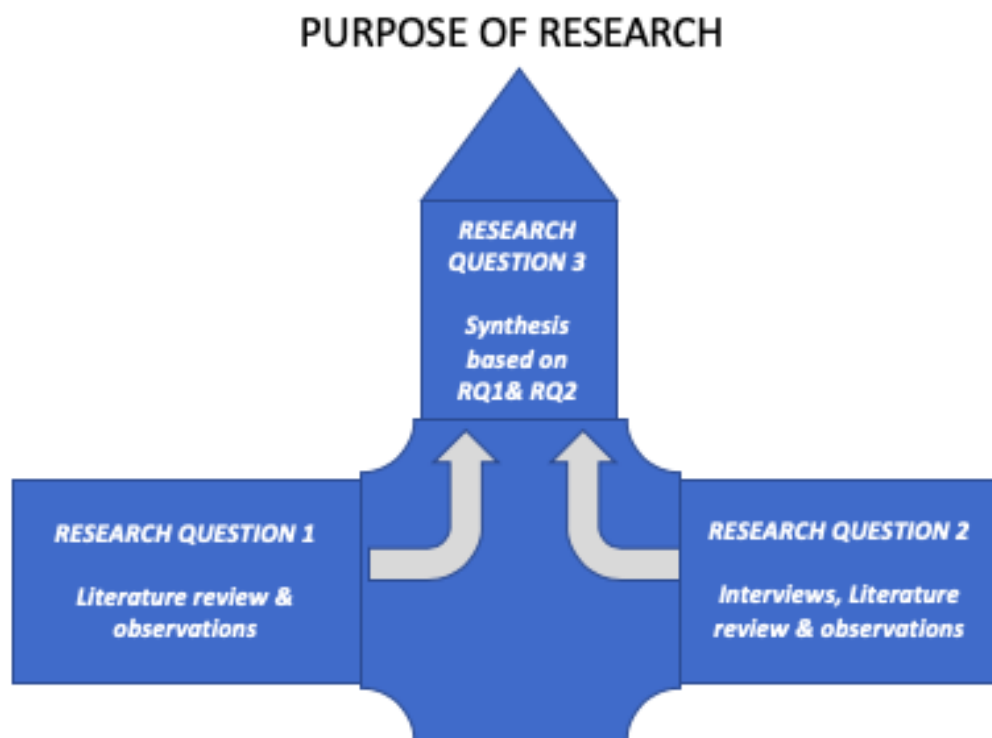 PURPOSE OF RESEARCH
RESEARCH
QUESTION 3
Synthesis
based on
RQ1& RQ2
RESEARCH QUESTION 1
Literature review &
observations
RESEARCH QUESTION 2
Interviews, Literature
review & observations